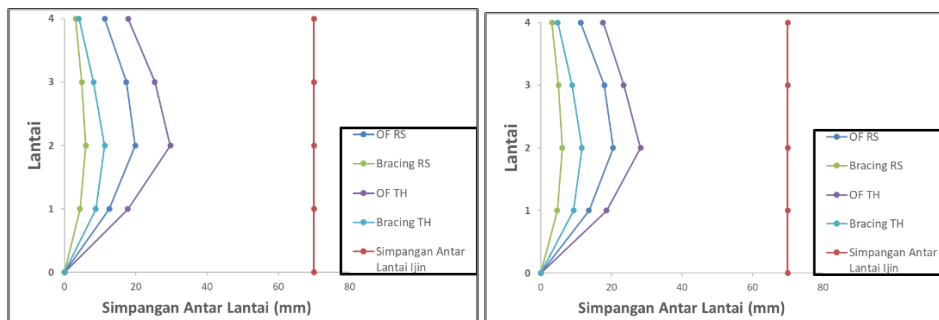 4
3
2
1
0
Lantai
0
20
40
60
80
Simpangan Antar Lantai (mm)
OF RS
Bracing RS
OF TH
Bracing TH
Simpangan Antar
Lantai Ijin
4
3
2
1
0
Lantai
0
20
40
60
80
Simpangan Antar Lantai (mm)
OF RS
Bracing RS
OF TH
Bracing TH
Simpangan Antar
Lantai Ijin